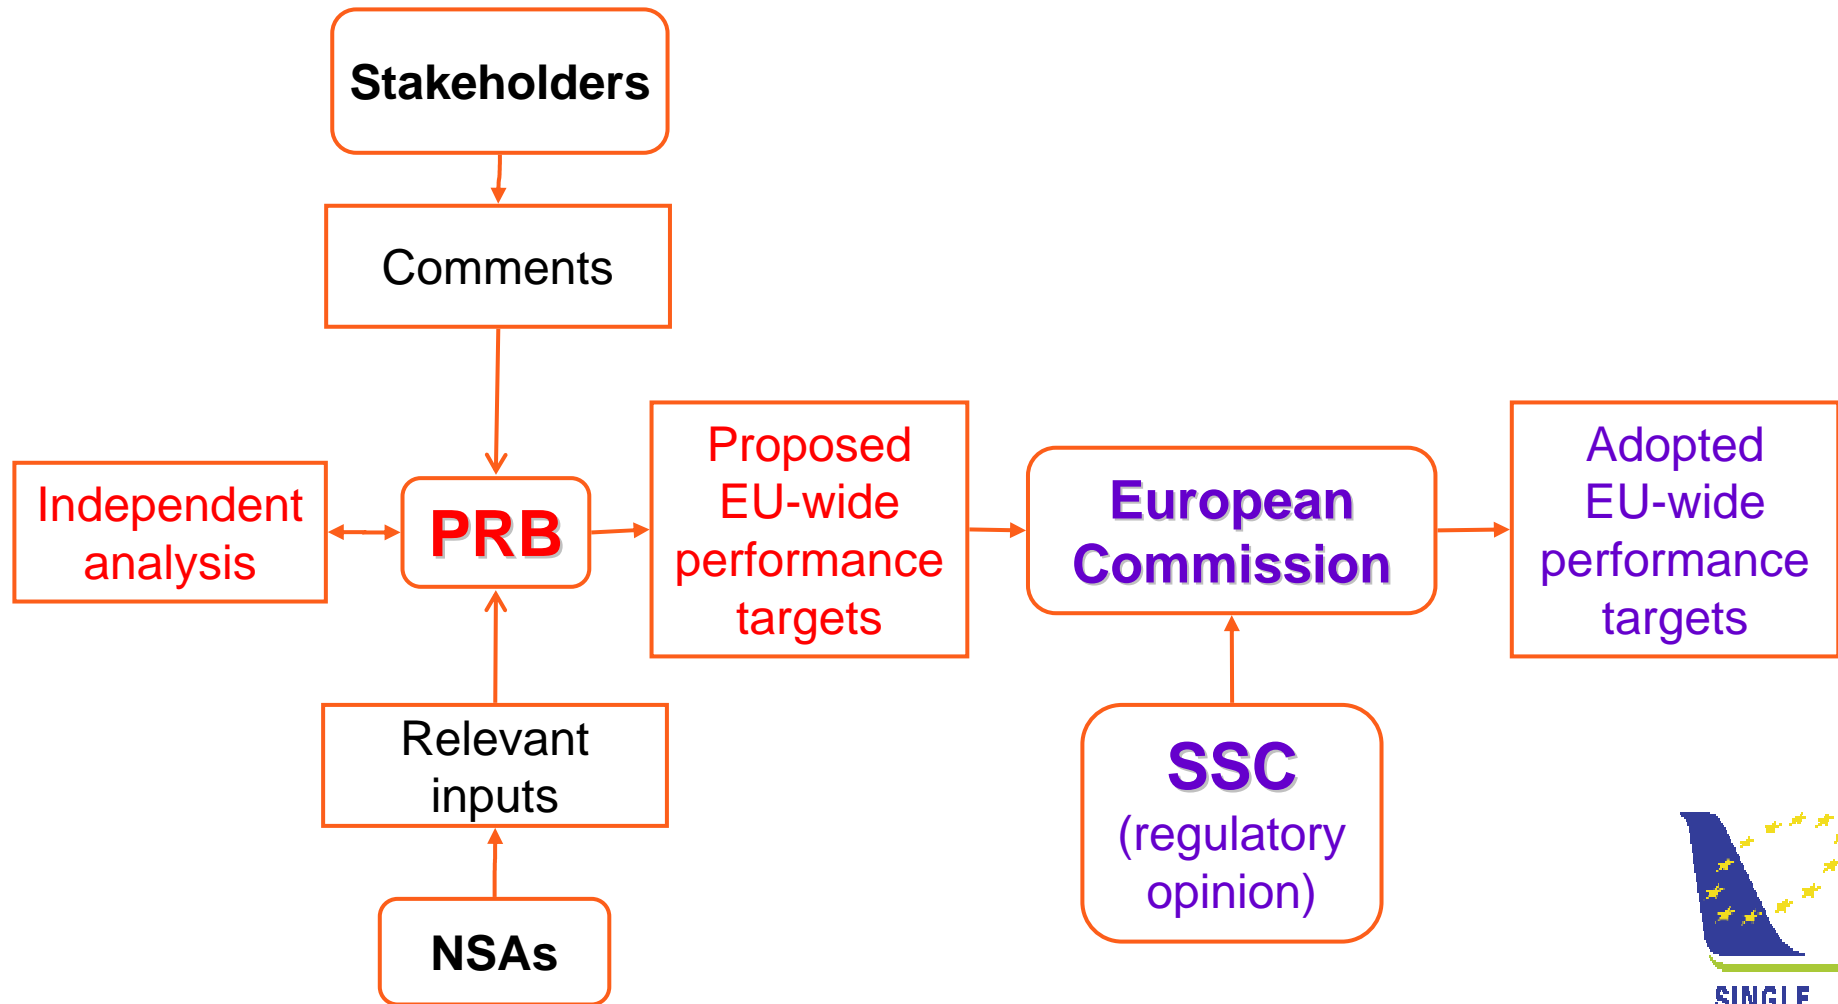 Stakeholders
Comments
Independent
analysis
PRB
Proposed
EU-wide
performance
targets
European
Commission
Adopted
EU-wide
performance
targets
Relevant
inputs
NSAs
SSC
(regulatory
opinion)
SINGLE